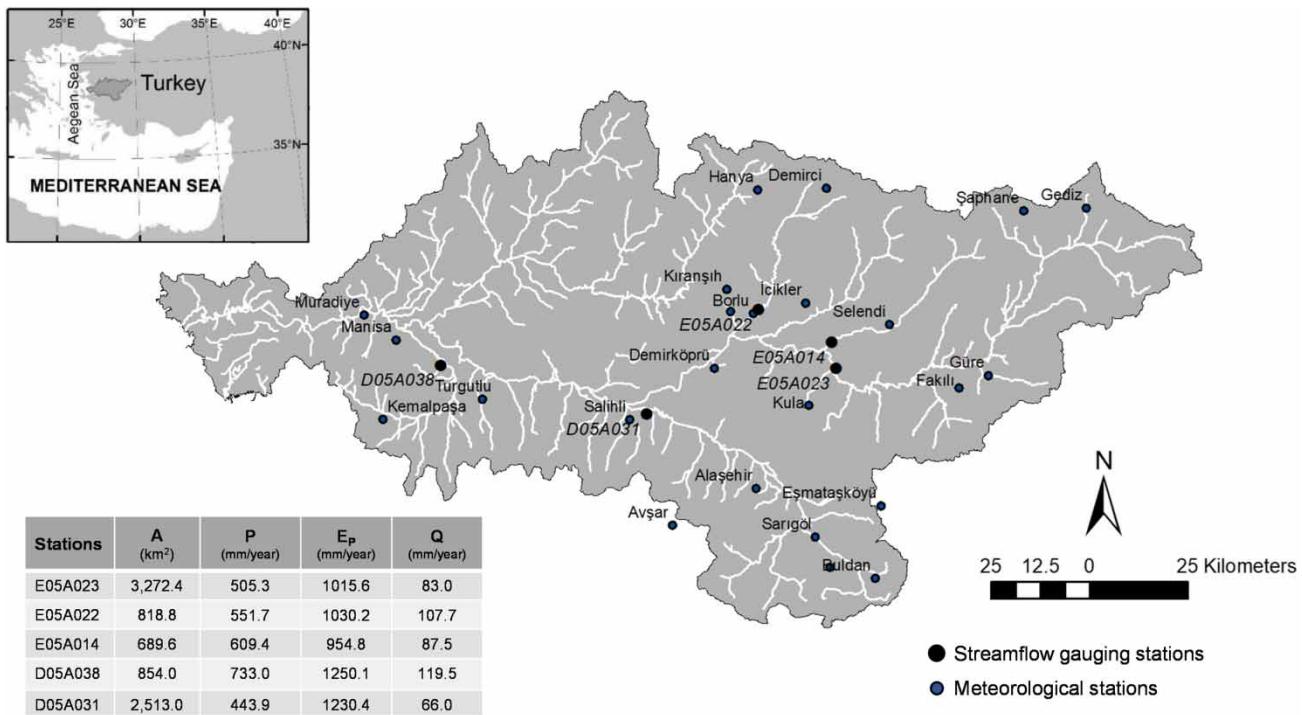 25°E 30°E 35°E 40°E
40°N
Turkey
Aegean Sea
35°N
MEDITERRANEAN SEA
Hanya Demirci
Şaphane Gediz
Kıranşıh
İcikler
Borlu
E05A022
Selendi
Muradiye
Manisa
E05A014
Demirköprü
E05A023
Güre
Fakılı
D05A038
Turgutlu
Kula
Kemalpaşa
Salihli
D05A031
Alaşehir
Eşmataşköyü
Avşar
Sarıgöl
Buldan
N
25 12.5 0 25 Kilometers
Streamflow gauging stations
Meteorological stations
Stations A (km²) P (mm/year) Eₚ (mm/year) Q (mm/year)
E05A023 3,272.4 505.3 1015.6 83.0
E05A022 818.8 551.7 1030.2 107.7
E05A014 689.6 609.4 954.8 87.5
D05A038 854.0 733.0 1250.1 119.5
D05A031 2,513.0 443.9 1230.4 66.0